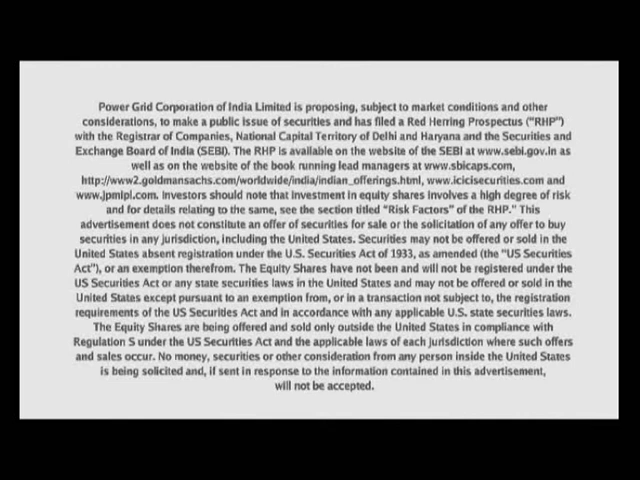 Power Grid Corporation of India Limited is proposing, subject to market conditions and other
considerations, to make a public issue of securities and has filed a Red Herring Prospectus ("RHP")
with the Registrar of Companies, National Capital Territory of Delhi and Haryana and the Securities and
Exchange Board of India (SEBI). The RHP is available on the website of the SEBI at www.sebi.gov.in as
well as on the website of the book running lead managers at www.sbicaps.com,
http://www2.goldmansachs.com/worldwide/india/indian_offerings.html, www.icicisecurities.com and
www.jpmipl.com. Investors should note that investment in equity shares involves a high degree of risk
and for details relating to the same, see the section titled "Risk Factors" of the RHP." This
advertisement does not constitute an offer of securities for sale or the solicitation of any offer to buy
securities in any jurisdiction, including the United States. Securities may not be offered or sold in the
United States absent registration under the U.S. Securities Act of 1933, as amended (the "US Securities
Act"), or an exemption therefrom. The Equity Shares have not been and will not be registered under the
US Securities Act or any state securities laws in the United States and may not be offered or sold in the
United States except pursuant to an exemption from, or in a transaction not subject to, the registration
requirements of the US Securities Act and in accordance with any applicable U.S. state securities laws.
The Equity Shares are being offered and sold only outside the United States in compliance with
Regulation S under the US Securities Act and the applicable laws of each jurisdiction where such offers
and sales occur. No money, securities or other consideration from any person inside the United States
is being solicited and, if sent in response to the information contained in this advertisement,
will not be accepted.